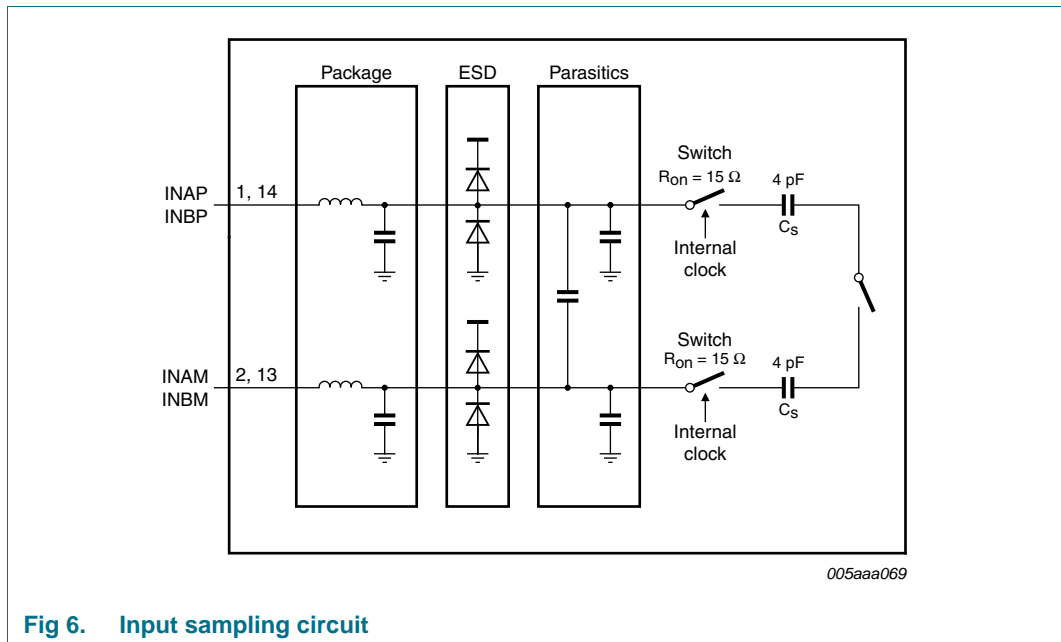 Package ESD Parasitics
Switch
Ron = 15 Ω
4 pF
INAP
INBP
1, 14
Internal
clock
Cs
Switch
Ron = 15 Ω
4 pF
INAM
INBM
2, 13
Internal
clock
Cs
005aaa069
Fig 6. Input sampling circuit